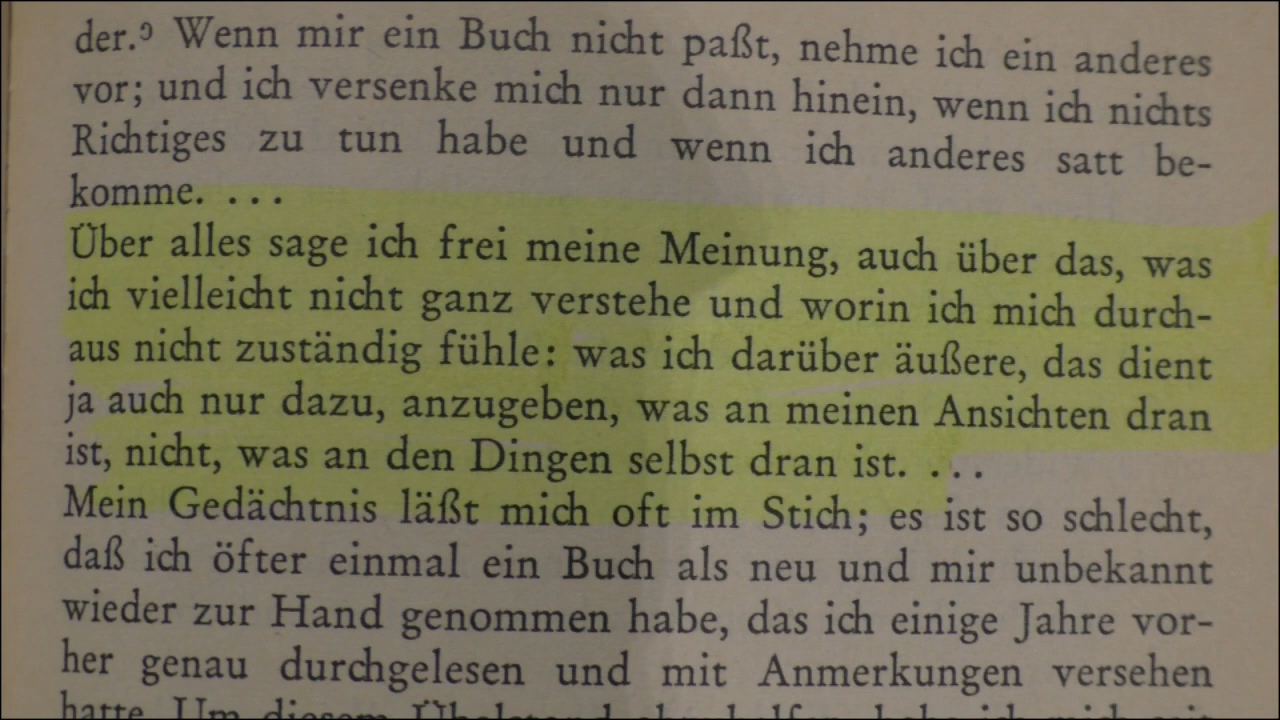 der.⁹ Wenn mir ein Buch nicht paßt, nehme ich ein anderes
vor; und ich versenke mich nur dann hinein, wenn ich nichts
Richtiges zu tun habe und wenn ich anderes satt be-
komme. ...
Über alles sage ich frei meine Meinung, auch über das, was
ich vielleicht nicht ganz verstehe und worin ich mich durch-
aus nicht zuständig fühle: was ich darüber äußere, das dient
ja auch nur dazu, anzugeben, was an meinen Ansichten dran
ist, nicht, was an den Dingen selbst dran ist. ...
Mein Gedächtnis läßt mich oft im Stich; es ist so schlecht,
daß ich öfter einmal ein Buch als neu und mir unbekannt
wieder zur Hand genommen habe, das ich einige Jahre vor-
her genau durchgelesen und mit Anmerkungen versehen
hatte. Um diesem